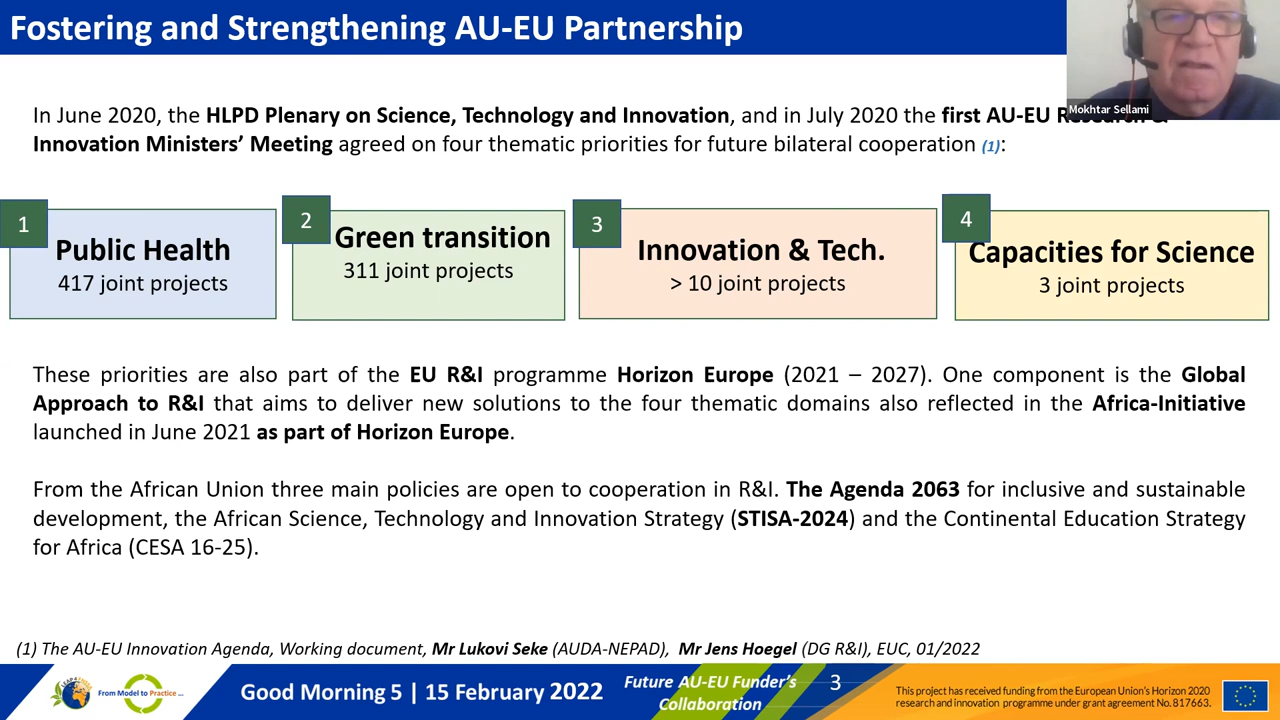 Fostering and Strengthening AU-EU Partnership
Mokhtar Sellami
In June 2020, the HLPD Plenary on Science, Technology and Innovation, and in July 2020 the first AU-EU Research &
Innovation Ministers’ Meeting agreed on four thematic priorities for future bilateral cooperation (1):
1
Public Health
417 joint projects
2
Green transition
311 joint projects
3
Innovation & Tech.
> 10 joint projects
4
Capacities for Science
3 joint projects
These priorities are also part of the EU R&I programme Horizon Europe (2021 – 2027). One component is the Global
Approach to R&I that aims to deliver new solutions to the four thematic domains also reflected in the Africa-Initiative
launched in June 2021 as part of Horizon Europe.
From the African Union three main policies are open to cooperation in R&I. The Agenda 2063 for inclusive and sustainable
development, the African Science, Technology and Innovation Strategy (STISA-2024) and the Continental Education Strategy
for Africa (CESA 16-25).
(1) The AU-EU Innovation Agenda, Working document, Mr Lukovi Seke (AUDA-NEPAD), Mr Jens Hoegel (DG R&I), EUC, 01/2022
From Model to Practice ...
Good Morning 5 | 15 February 2022
Future AU-EU Funder’s
Collaboration
3
This project has received funding from the European Union’s Horizon 2020
research and innovation programme under grant agreement No. 817663.